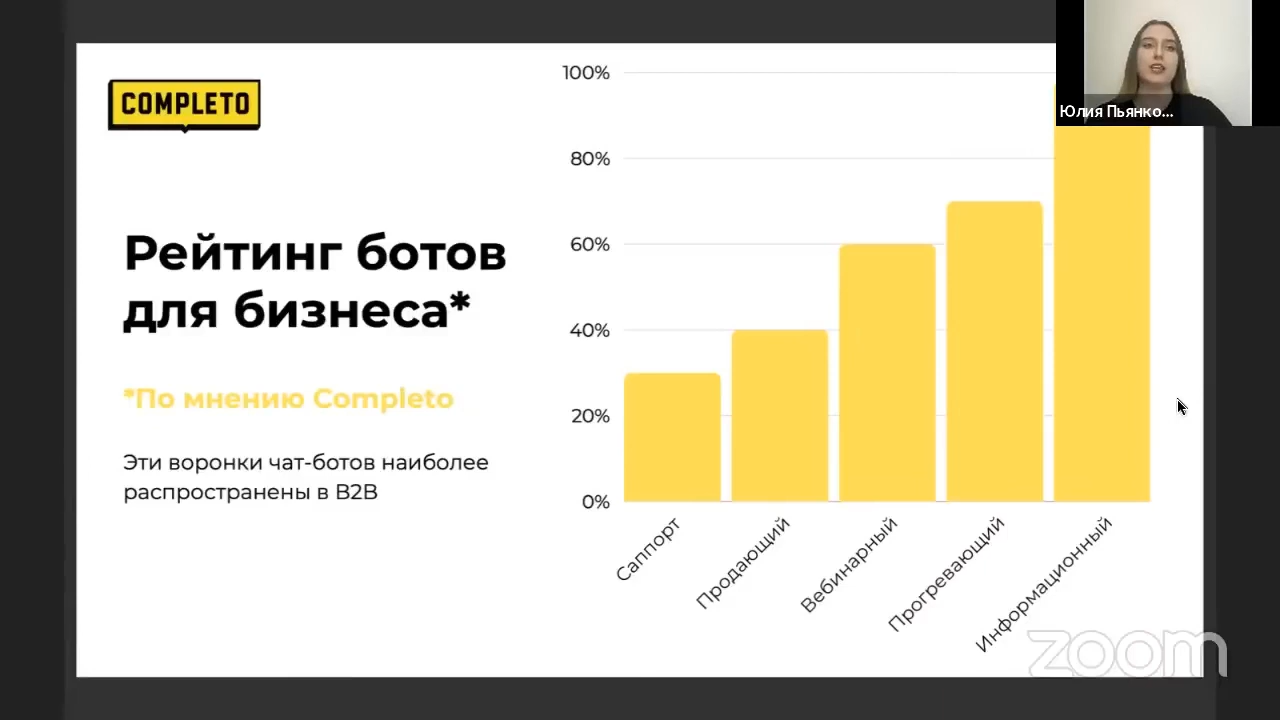 COMPLETO
Рейтинг ботов
для бизнеса*
*По мнению Completo
Эти воронки чат-ботов наиболее
распространены в B2B
100%
80%
60%
40%
20%
0%
Саппорт
Продающий
Вебинарный
Прогревающий
Информационный
Юлия Пьянко...
zoom